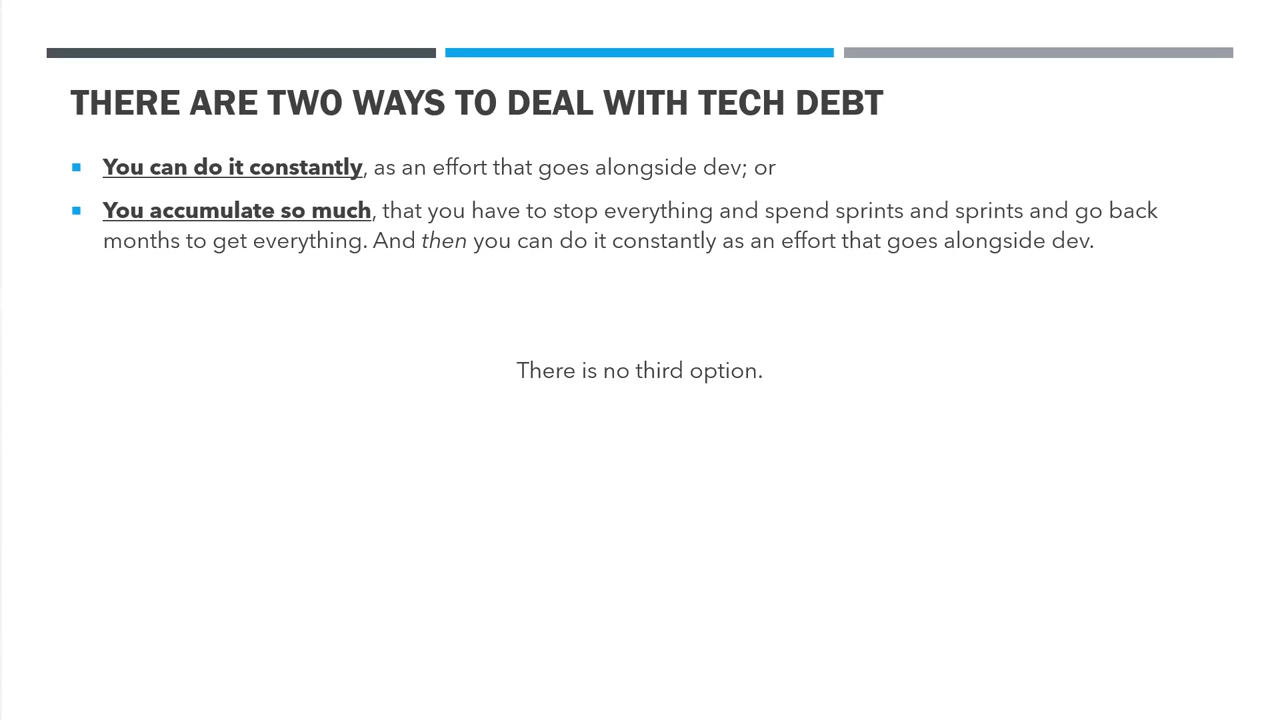 THERE ARE TWO WAYS TO DEAL WITH TECH DEBT
You can do it constantly, as an effort that goes alongside dev; or
You accumulate so much, that you have to stop everything and spend sprints and sprints and go back
months to get everything. And then you can do it constantly as an effort that goes alongside dev.
There is no third option.